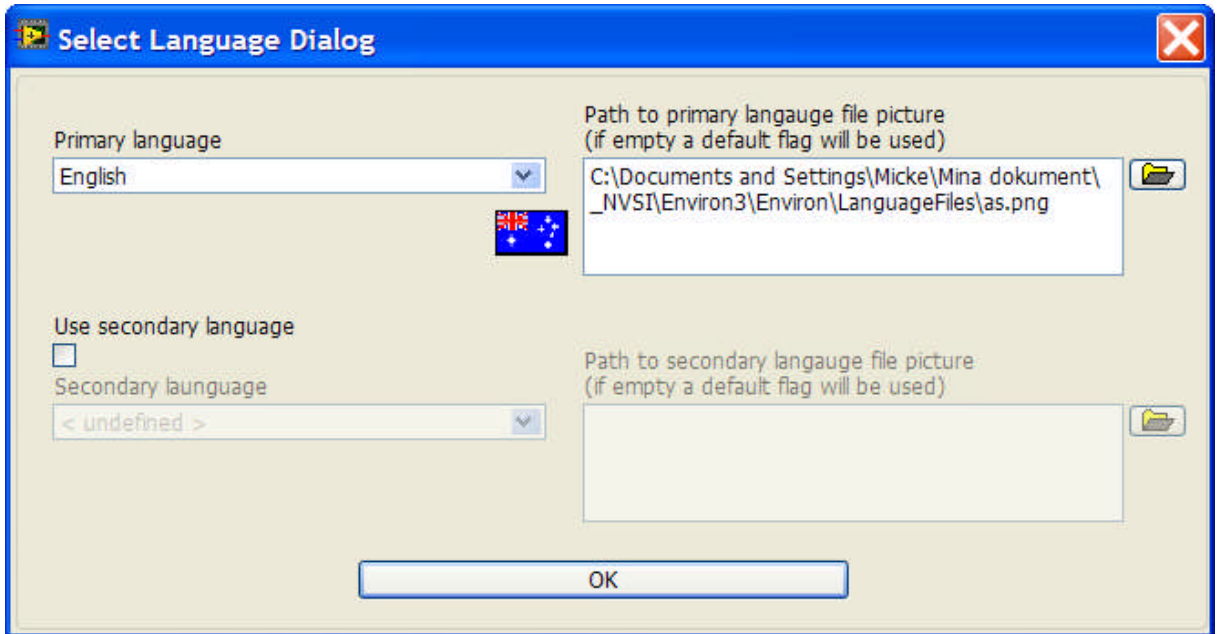 Select Language Dialog
Primary language
English
Path to primary langauge file picture
(if empty a default flag will be used)
C:\Documents and Settings\Micke\Mina dokument\
_NVSI\Environ3\Environ\LanguageFiles\as.png
Use secondary language
Secondary launguage
< undefined >
Path to secondary langauge file picture
(if empty a default flag will be used)
OK